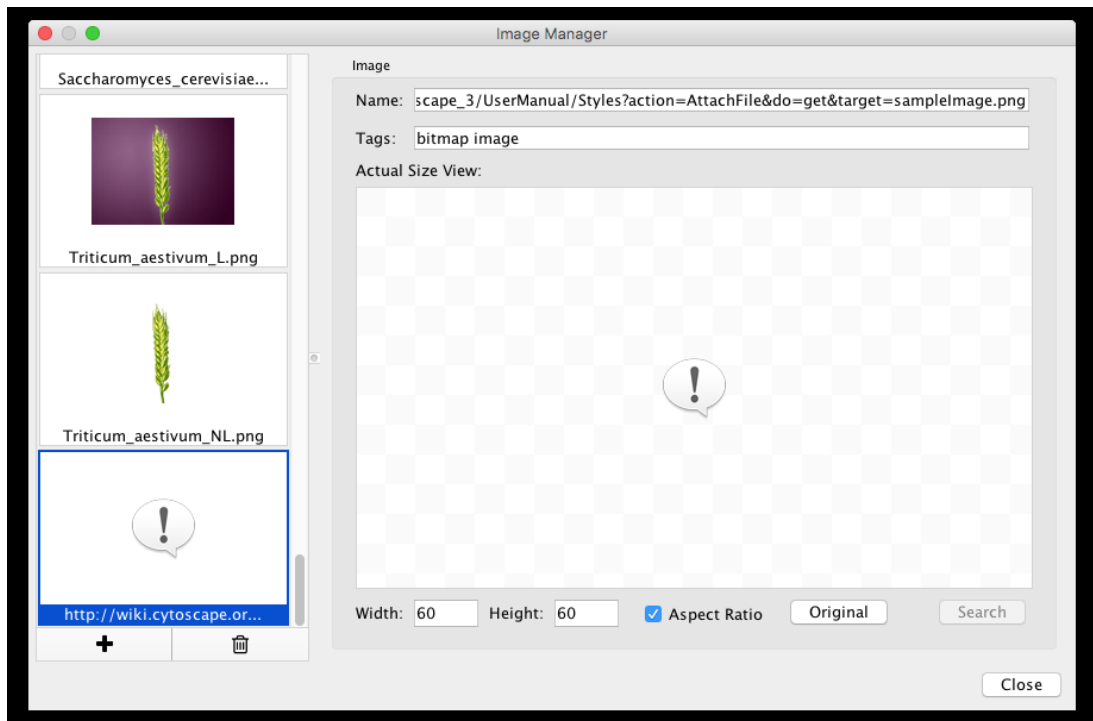 Image Manager
Saccharomyces_cerevisiae...
Triticum_aestivum_L.png
Triticum_aestivum_NL.png
http://wiki.cytoscape.or...
Image
Name: scape_3/UserManual/Styles?action=AttachFile&do=get&target=sampleImage.png
Tags: bitmap image
Actual Size View:
Width: 60 Height: 60 Aspect Ratio Original Search
Close